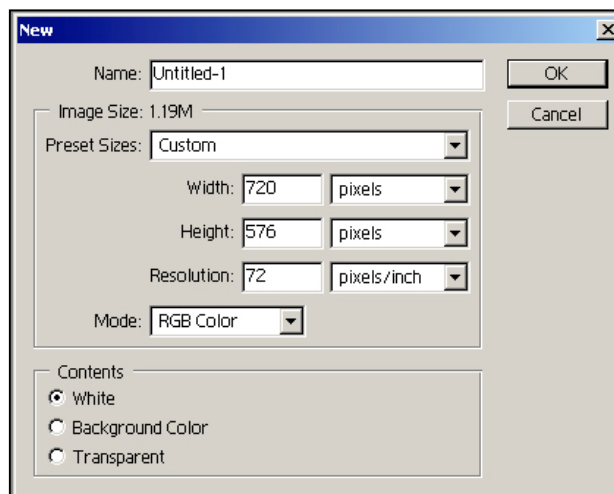 New
Name: Untitled-1
OK
Image Size: 1.19M
Cancel
Preset Sizes: Custom
Width: 720 pixels
Height: 576 pixels
Resolution: 72 pixels/inch
Mode: RGB Color
Contents
White
Background Color
Transparent